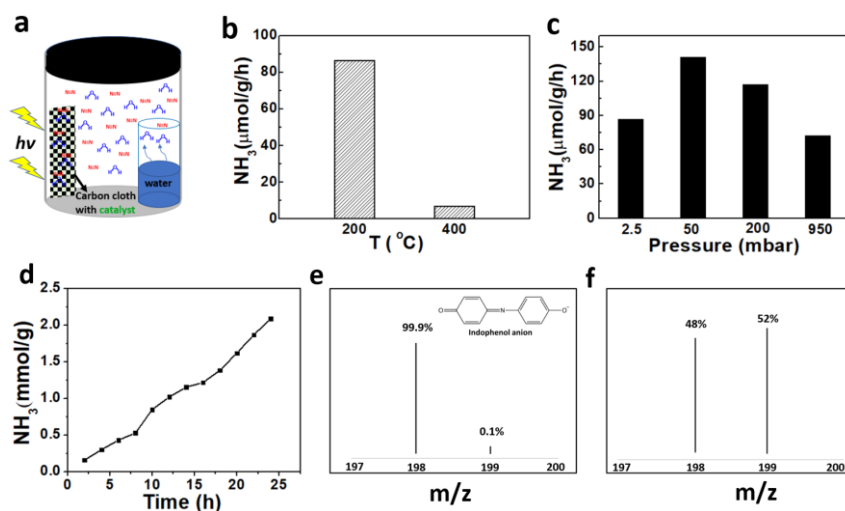 a
N≡N
H O H
hv
water
Carbon cloth
with catalyst
b
NH3(μmol/g/h)
100
80
60
40
20
0
200
400
T ( °C)
c
NH3(μmol/g/h)
150
120
90
60
30
0
2.5
50
200
950
Pressure (mbar)
d
NH3(mmol/g)
2.5
2.0
1.5
1.0
0.5
0.0
0 5 10 15 20 25
Time (h)
e
99.9%
O N O⁻
Indophenol anion
0.1%
197 198 199 200
m/z
f
48%
52%
197 198 199 200
m/z